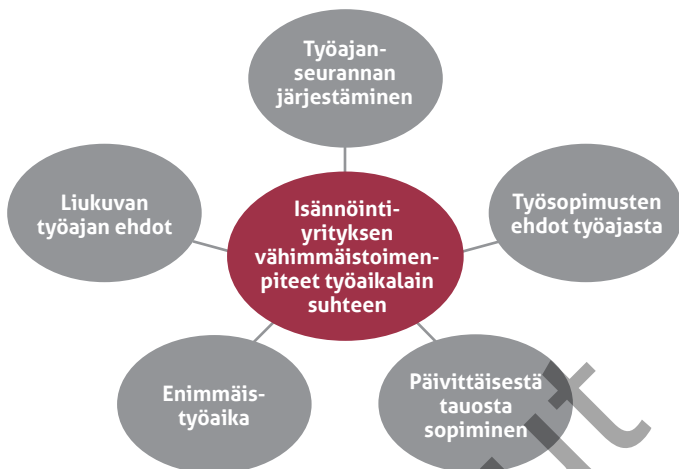 Työajan-
seurannan
järjestäminen
Liukuvan
työajan ehdot
Isännöinti-
yrityksen
vähimmäistoimen-
piteet työaikalain
suhteen
Työsopimusten
ehdot työajasta
Enimmäis-
työaika
Päivittäisestä
tauosta
sopiminen